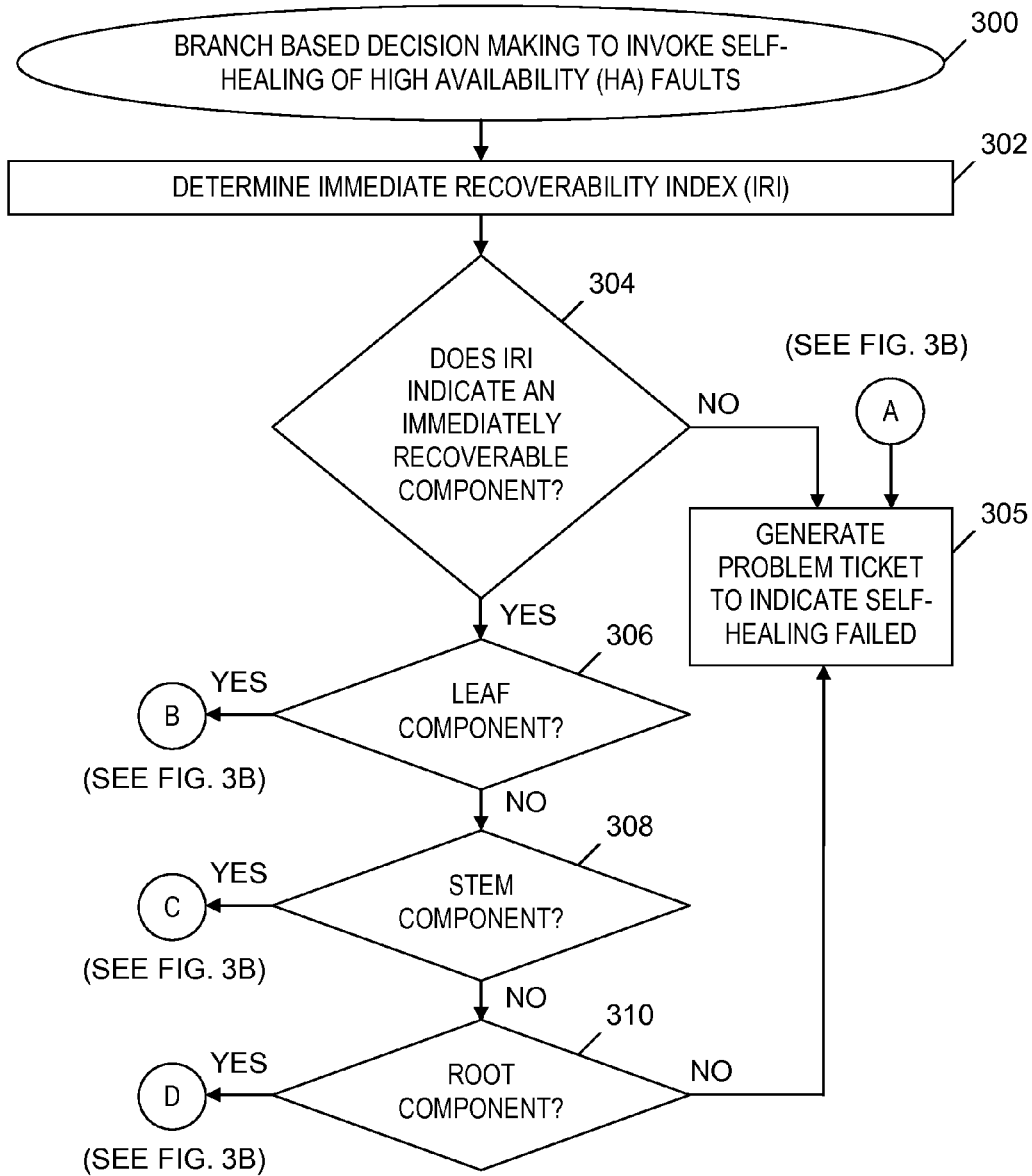 BRANCH BASED DECISION MAKING TO INVOKE SELF-
HEALING OF HIGH AVAILABILITY (HA) FAULTS
300
302
DETERMINE IMMEDIATE RECOVERABILITY INDEX (IRI)
304
DOES IRI
INDICATE AN
IMMEDIATELY
RECOVERABLE
COMPONENT?
NO
(SEE FIG. 3B)
A
305
GENERATE
PROBLEM TICKET
TO INDICATE SELF-
HEALING FAILED
YES
306
LEAF
COMPONENT?
YES
B
(SEE FIG. 3B)
NO
308
STEM
COMPONENT?
YES
C
(SEE FIG. 3B)
NO
310
ROOT
COMPONENT?
NO
YES
D
(SEE FIG. 3B)